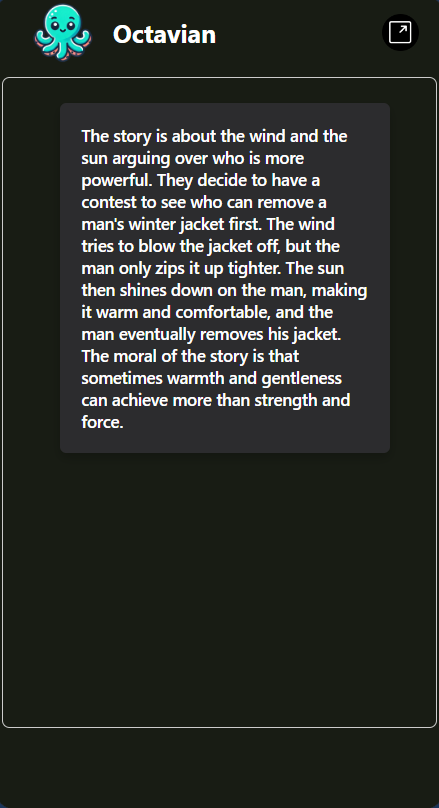 Octavian
The story is about the wind and the
sun arguing over who is more
powerful. They decide to have a
contest to see who can remove a
man's winter jacket first. The wind
tries to blow the jacket off, but the
man only zips it up tighter. The sun
then shines down on the man, making
it warm and comfortable, and the
man eventually removes his jacket.
The moral of the story is that
sometimes warmth and gentleness
can achieve more than strength and
force.